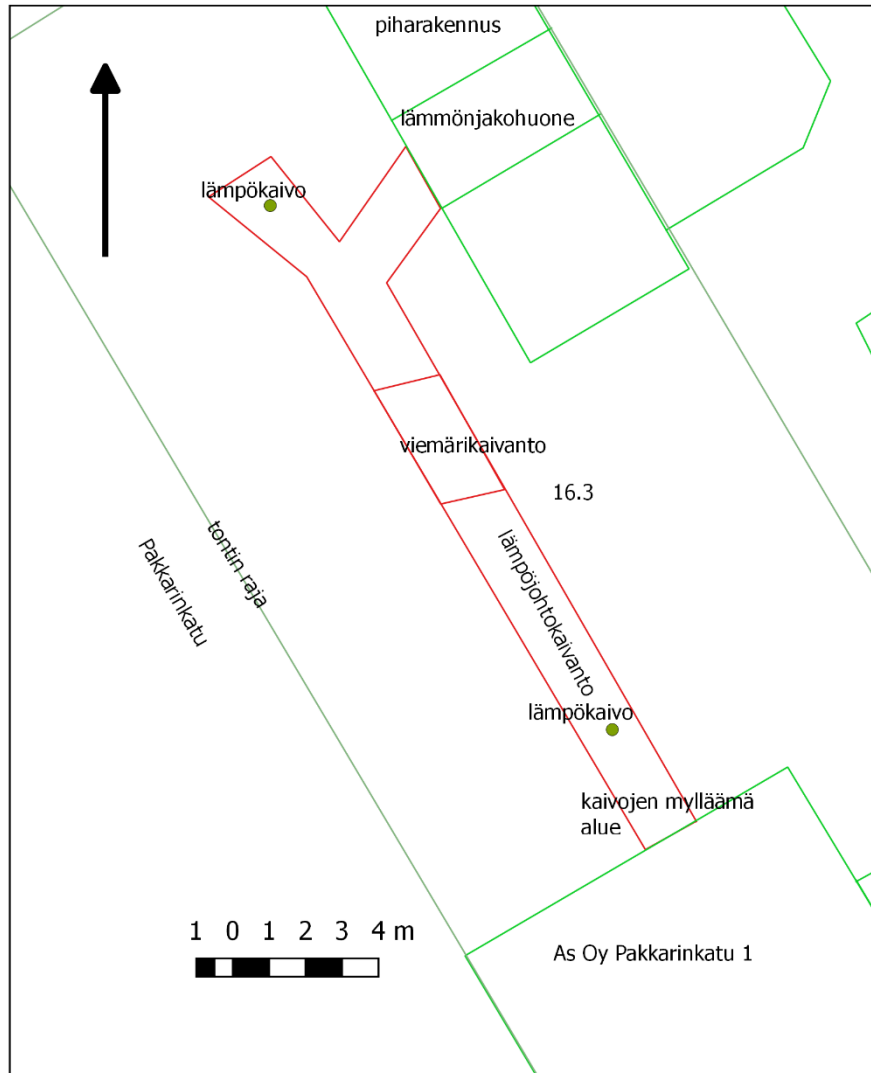 piharakennus
lämmönjakohuone
lämpökaivo
viemärikaivanto
16.3
tontin raja
Pakkarinkatu
lämpöjohtokaivanto
lämpökaivo
kaivojen mylläämä
alue
1 0 1 2 3 4 m
As Oy Pakkarinkatu 1